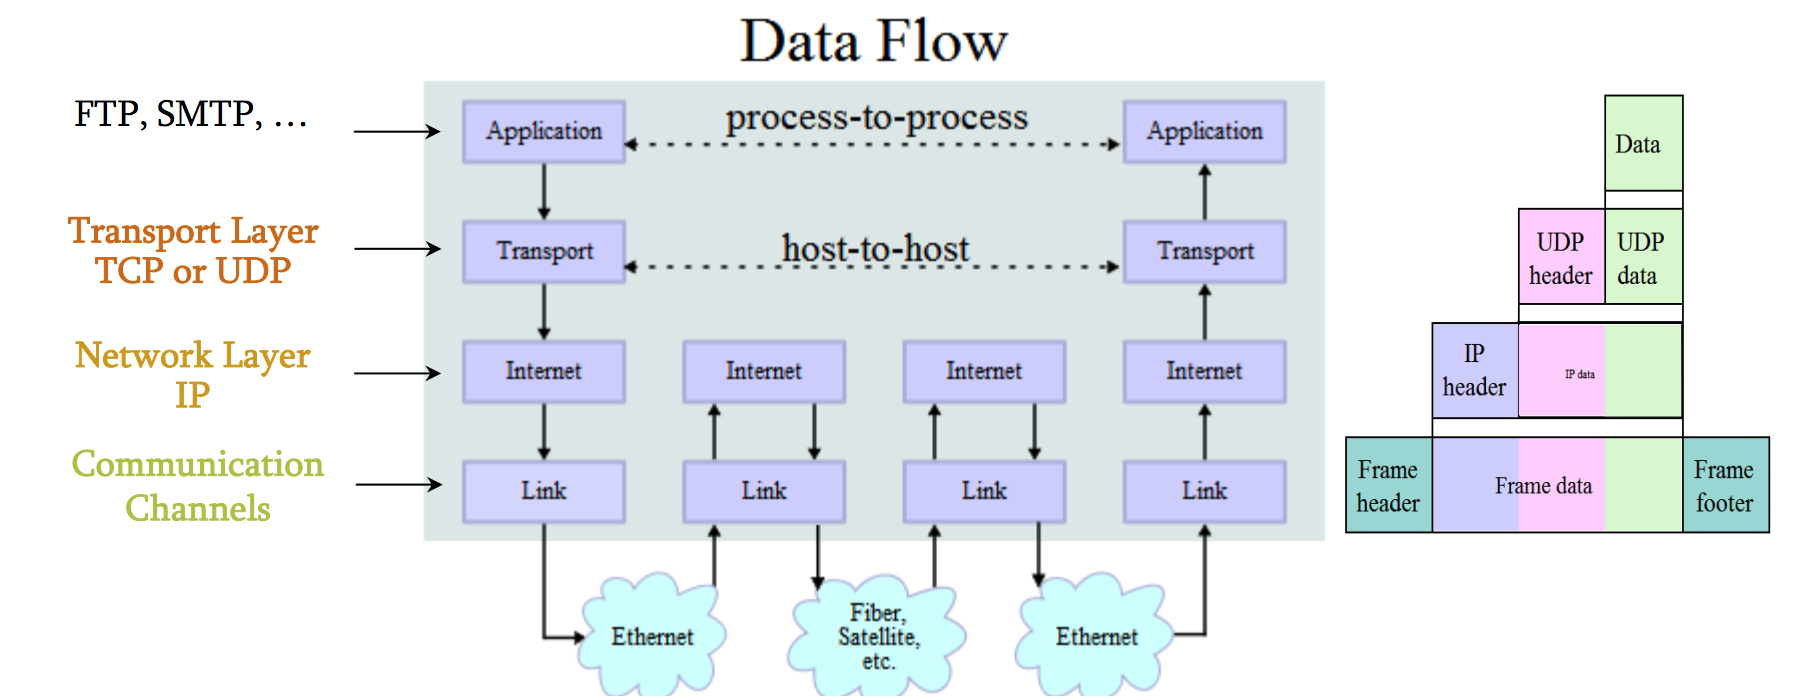 Data Flow
FTP, SMTP, …
Application
process-to-process
Application
Data
Transport Layer
TCP or UDP
Transport
host-to-host
Transport
UDP
header
UDP
data
Network Layer
IP
Internet
Internet
Internet
Internet
IP
header
IP data
Communication
Channels
Link
Link
Link
Link
Frame
header
Frame data
Frame
footer
Ethernet
Fiber,
Satellite,
etc.
Ethernet